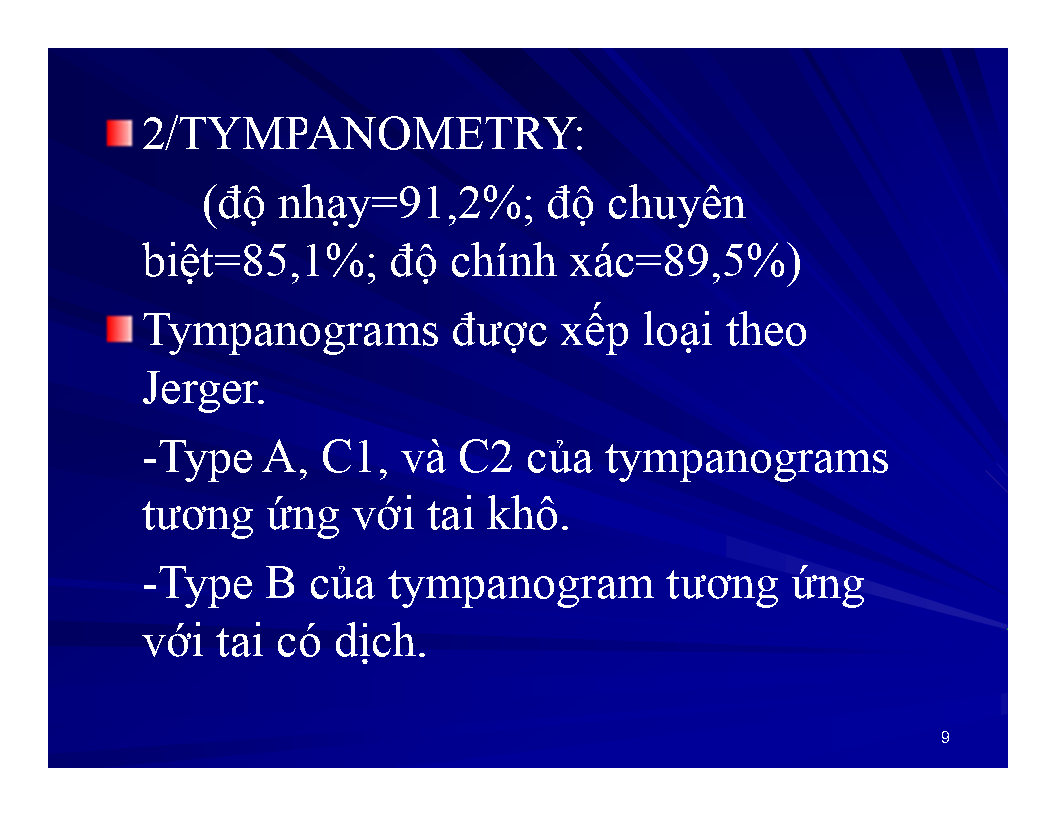 2/TYMPANOMETRY:
(độ nhạy=91,2%; độ chuyên
biệt=85,1%; độ chính xác=89,5%)
Tympanograms được xếp loại theo
Jerger.
-Type A, C1, và C2 của tympanograms
tương ứng với tai khô.
-Type B của tympanogram tương ứng
với tai có dịch.
9